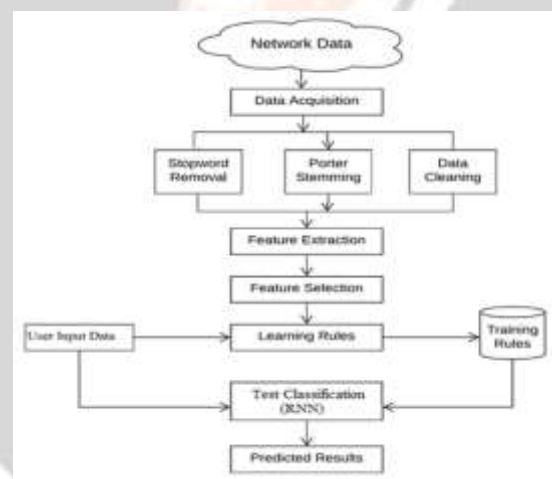 Network Data
Data Acquisition
Stopword
Removal
Porter
Stemming
Data
Cleaning
Feature Extraction
Feature Selection
User Input Data
Learning Rules
Training
Rules
Test Classification
(RNN)
Predicted Results